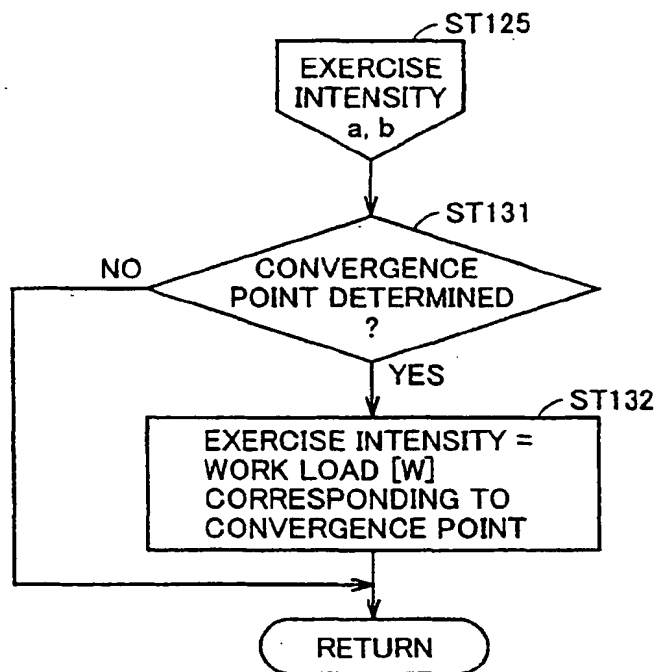 ST125
EXERCISE
INTENSITY
a, b
ST131
NO
CONVERGENCE
POINT DETERMINED
?
YES
ST132
EXERCISE INTENSITY =
WORK LOAD [W]
CORRESPONDING TO
CONVERGENCE POINT
RETURN